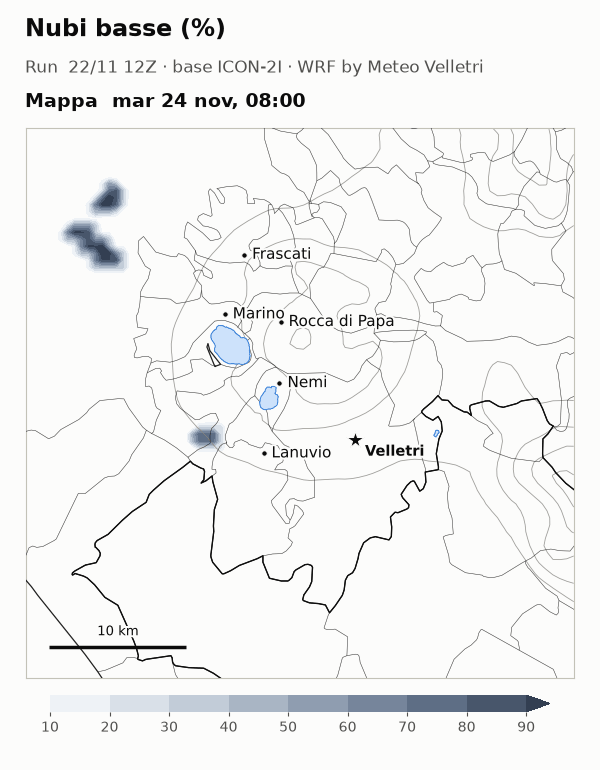 Nubi basse (%)
Run  22/11 12Z · base ICON-2I · WRF by Meteo Velletri
Mappa  mar 24 nov, 08:00
Frascati
Marino
Rocca di Papa
Nemi
Velletri
Lanuvio
10 km
10 20 30 40 50 60 70 80 90